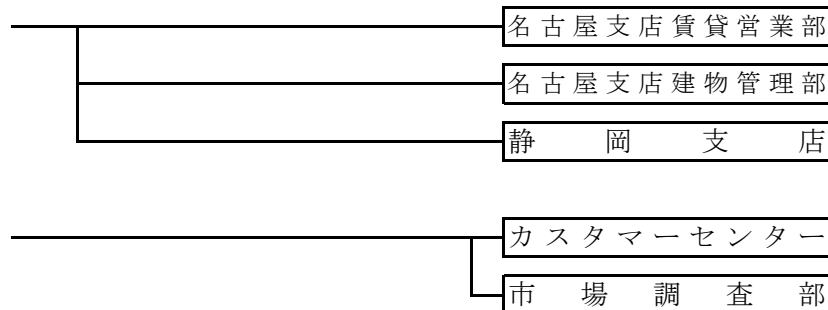 名古屋支店賃貸営業部
名古屋支店建物管理部
静岡支店
カスタマーセンター
市場調査部